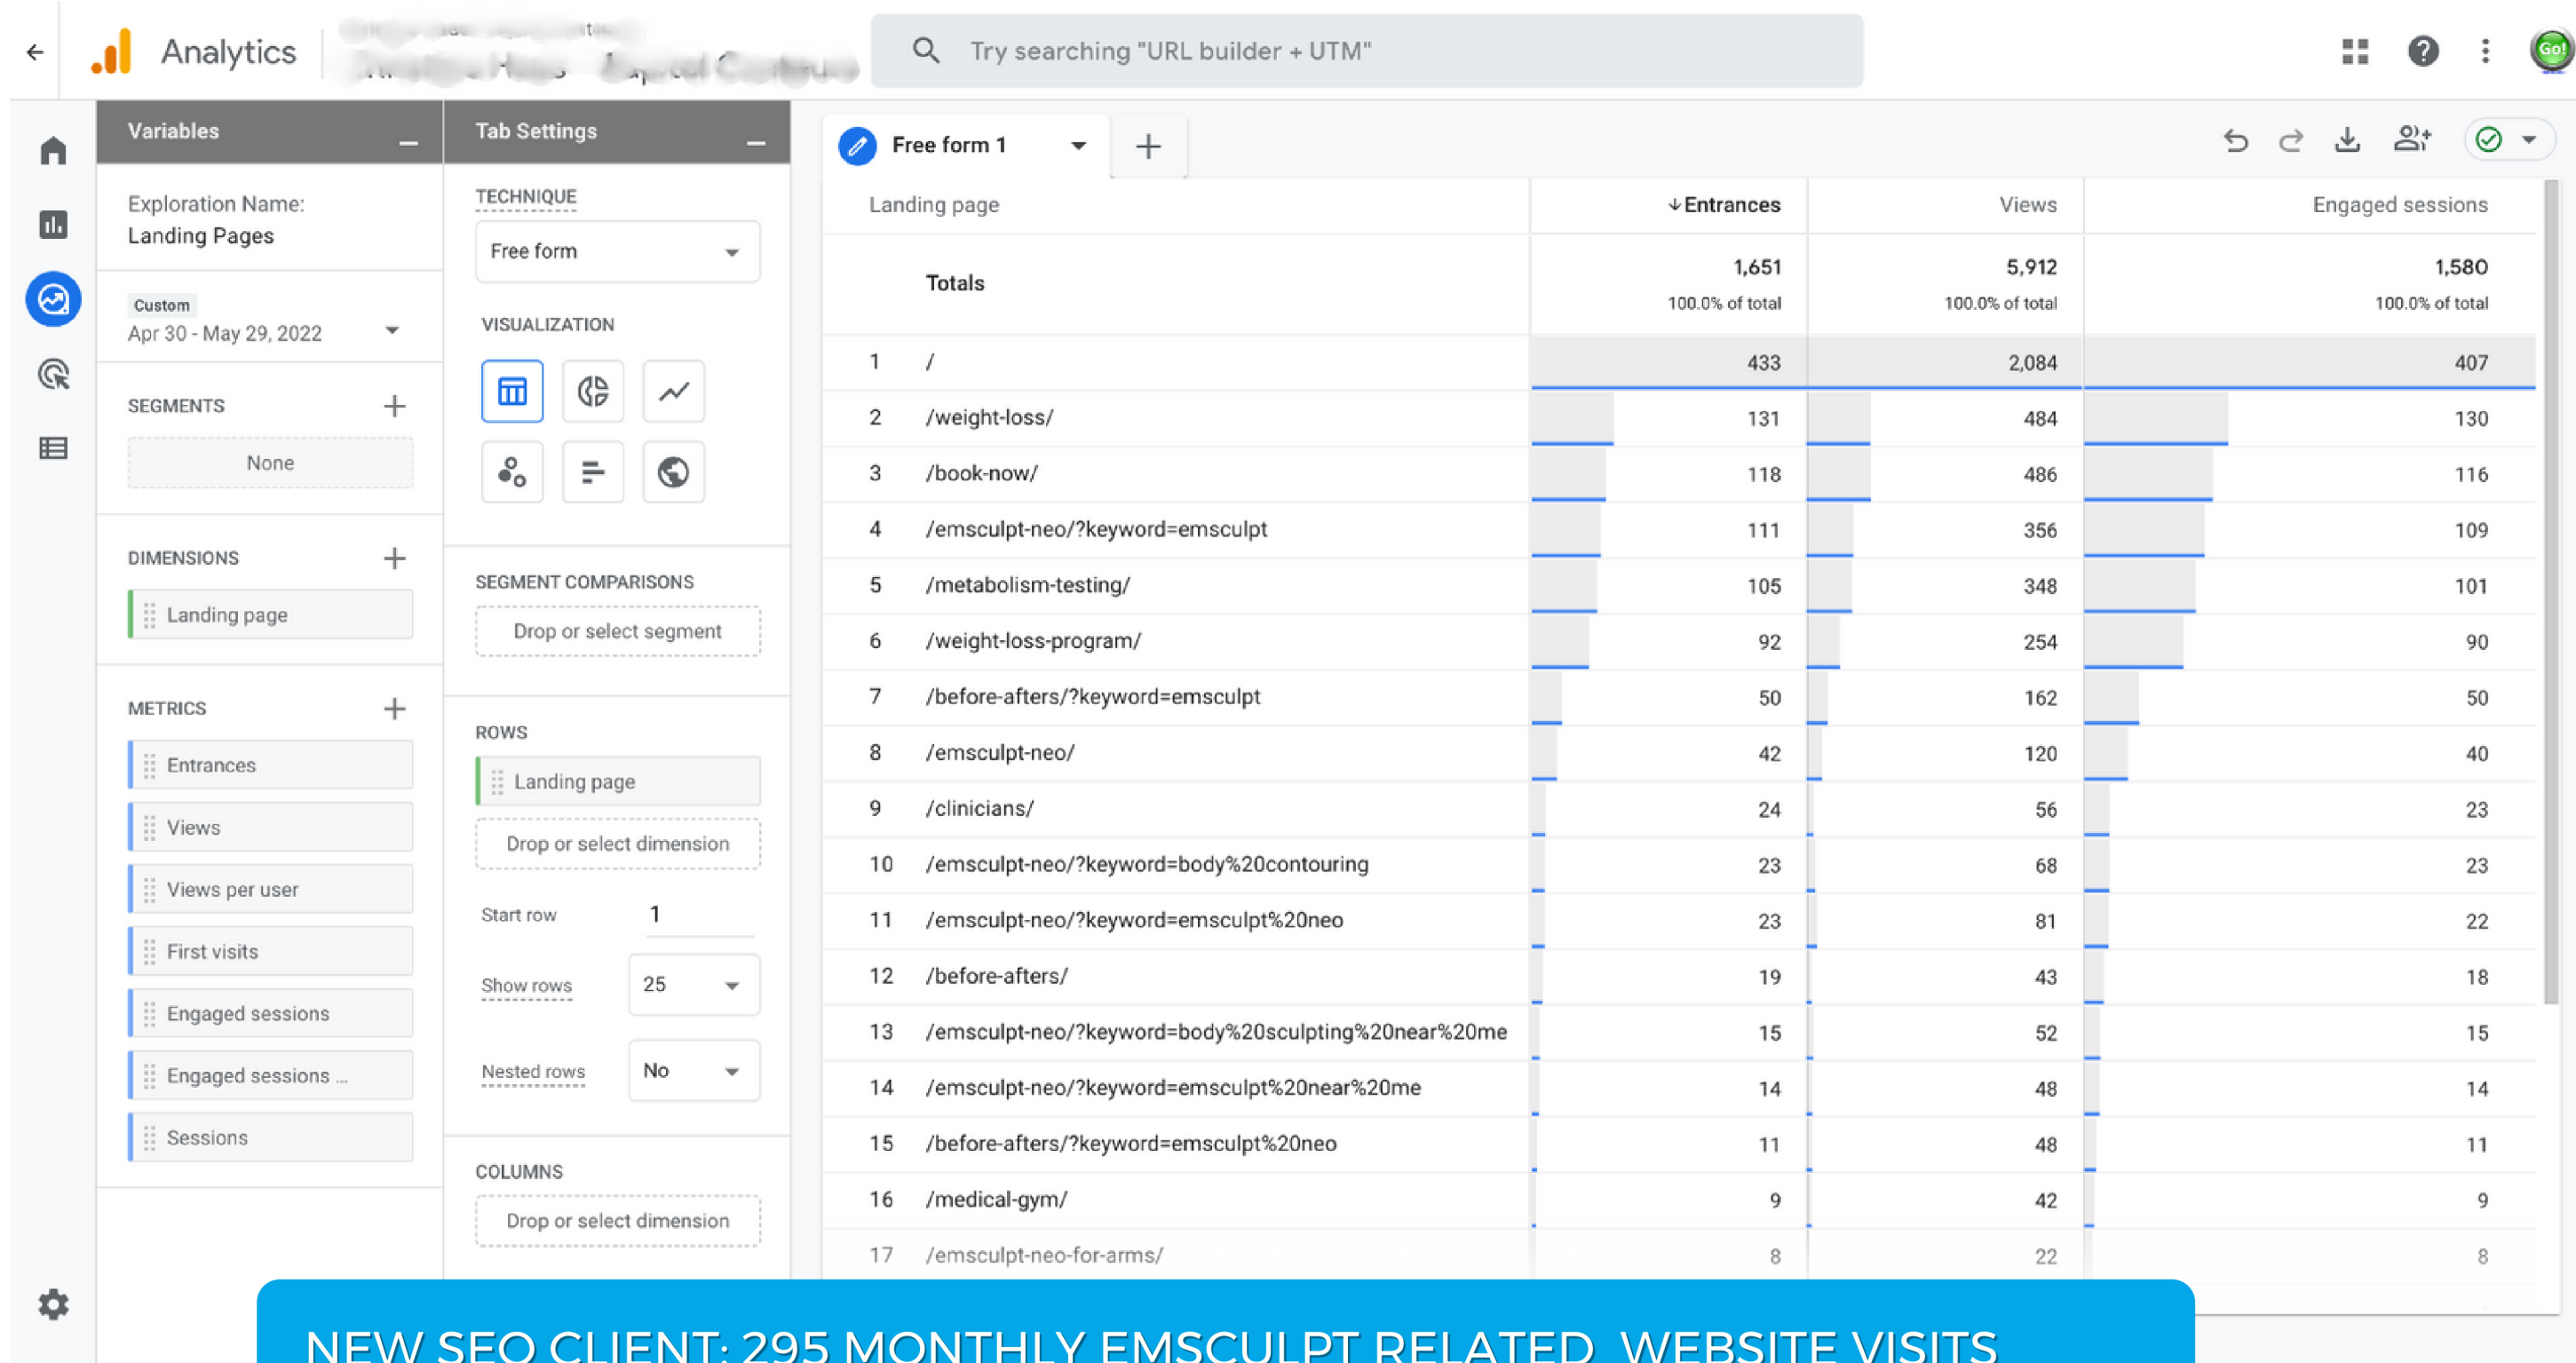 Analytics
Try searching "URL builder + UTM"
Go!
Variables
Exploration Name:
Landing Pages
Custom
Apr 30 - May 29, 2022
SEGMENTS
None
DIMENSIONS
Landing page
METRICS
Entrances
Views
Views per user
First visits
Engaged sessions
Engaged sessions ...
Sessions
Tab Settings
TECHNIQUE
Free form
VISUALIZATION
SEGMENT COMPARISONS
Drop or select segment
ROWS
Landing page
Drop or select dimension
Start row 1
Show rows 25
Nested rows No
COLUMNS
Drop or select dimension
Free form 1
Landing page ↓Entrances Views Engaged sessions
Totals 1,651 5,912 1,580
100.0% of total 100.0% of total 100.0% of total
1 / 433 2,084 407
2 /weight-loss/ 131 484 130
3 /book-now/ 118 486 116
4 /emsculpt-neo/?keyword=emsculpt 111 356 109
5 /metabolism-testing/ 105 348 101
6 /weight-loss-program/ 92 254 90
7 /before-afters/?keyword=emsculpt 50 162 50
8 /emsculpt-neo/ 42 120 40
9 /clinicians/ 24 56 23
10 /emsculpt-neo/?keyword=body%20contouring 23 68 23
11 /emsculpt-neo/?keyword=emsculpt%20neo 23 81 22
12 /before-afters/ 19 43 18
13 /emsculpt-neo/?keyword=body%20sculpting%20near%20me 15 52 15
14 /emsculpt-neo/?keyword=emsculpt%20near%20me 14 48 14
15 /before-afters/?keyword=emsculpt%20neo 11 48 11
16 /medical-gym/ 9 42 9
17 /emsculpt-neo-for-arms/ 8 22 8
NEW SEO CLIENT: 295 MONTHLY EMSCULPT RELATED WEBSITE VISITS